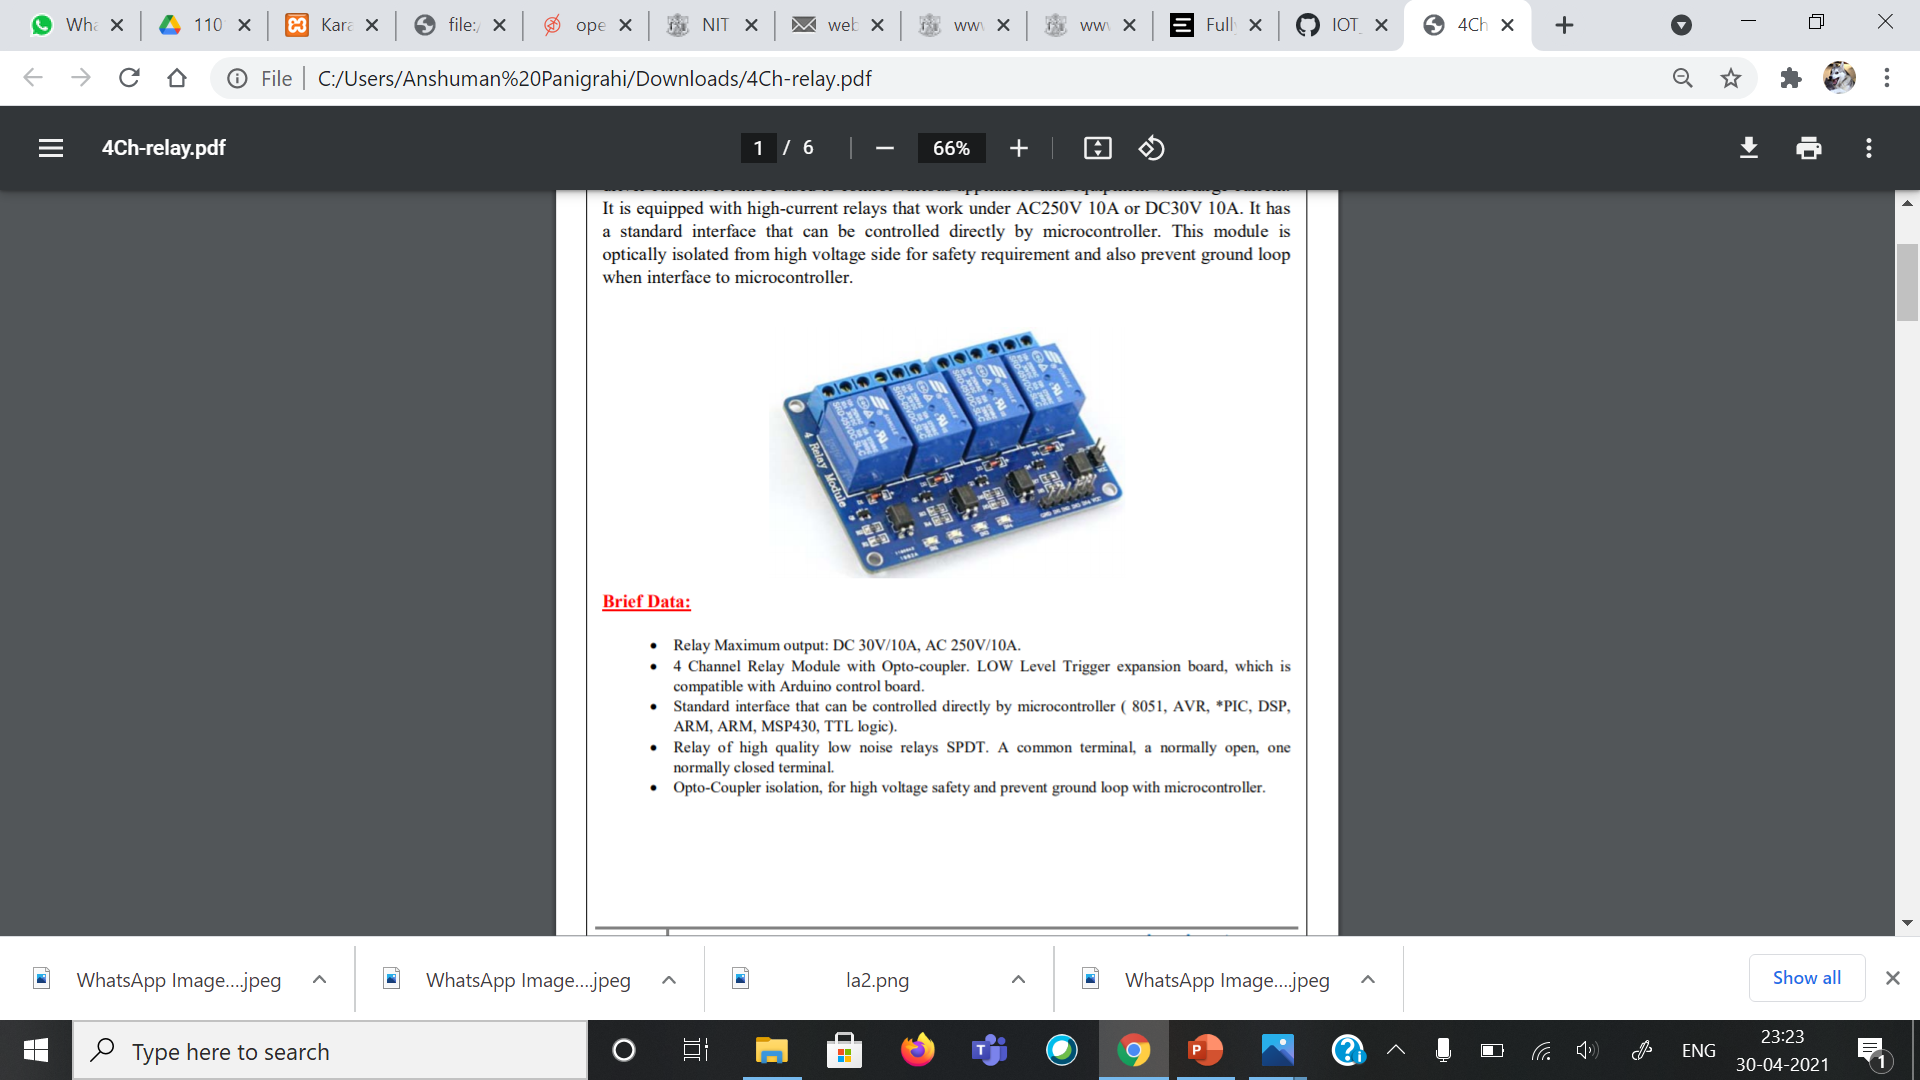 Wha
110
Kara
file:/
ope
NIT
web
ww
ww
Full
IOT_
4Ch
File
C:/Users/Anshuman%20Panigrahi/Downloads/4Ch-relay.pdf
4Ch-relay.pdf
1 / 6
66%
It is equipped with high-current relays that work under AC250V 10A or DC30V 10A. It has
a standard interface that can be controlled directly by microcontroller. This module is
optically isolated from high voltage side for safety requirement and also prevent ground loop
when interface to microcontroller.
4 Relay Module
Brief Data:
• Relay Maximum output: DC 30V/10A, AC 250V/10A.
• 4 Channel Relay Module with Opto-coupler. LOW Level Trigger expansion board, which is
compatible with Arduino control board.
• Standard interface that can be controlled directly by microcontroller ( 8051, AVR, *PIC, DSP,
ARM, ARM, MSP430, TTL logic).
• Relay of high quality low noise relays SPDT. A common terminal, a normally open, one
normally closed terminal.
• Opto-Coupler isolation, for high voltage safety and prevent ground loop with microcontroller.
WhatsApp Image....jpeg
WhatsApp Image....jpeg
la2.png
WhatsApp Image....jpeg
Show all
Type here to search
ENG
23:23
30-04-2021
1